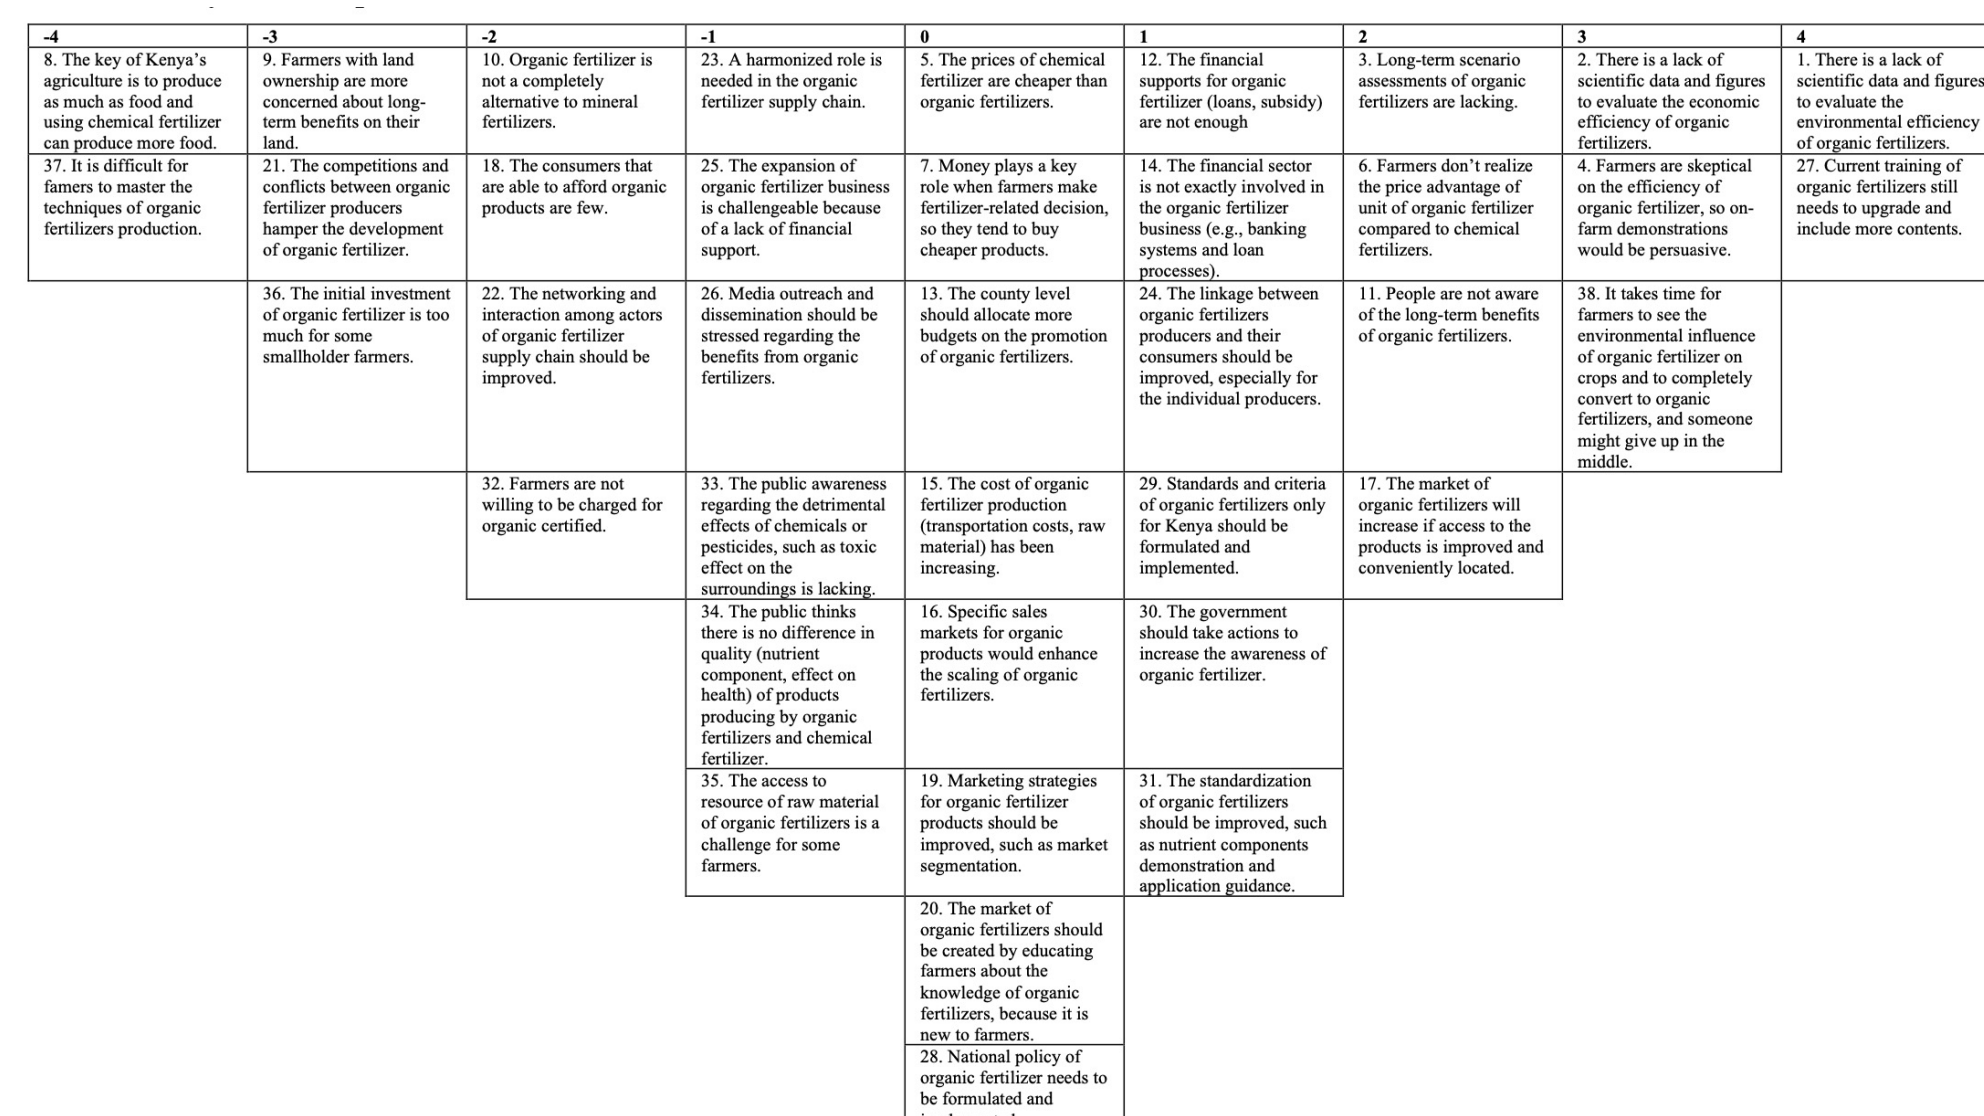 -4
-3
-2
-1
0
1
2
3
4
8. The key of Kenya's
agriculture is to produce
as much as food and
using chemical fertilizer
can produce more food.
9. Farmers with land
ownership are more
concerned about long-
term benefits on their
land.
10. Organic fertilizer is
not a completely
alternative to mineral
fertilizers.
23. A harmonized role is
needed in the organic
fertilizer supply chain.
5. The prices of chemical
fertilizer are cheaper than
organic fertilizers.
12. The financial
supports for organic
fertilizer (loans, subsidy)
are not enough
3. Long-term scenario
assessments of organic
fertilizers are lacking.
2. There is a lack of
scientific data and figures
to evaluate the economic
efficiency of organic
fertilizers.
1. There is a lack of
scientific data and figures
to evaluate the
environmental efficiency
of organic fertilizers.
37. It is difficult for
famers to master the
techniques of organic
fertilizers production.
21. The competitions and
conflicts between organic
fertilizer producers
hamper the development
of organic fertilizer.
18. The consumers that
are able to afford organic
products are few.
25. The expansion of
organic fertilizer business
is challengeable because
of a lack of financial
support.
7. Money plays a key
role when farmers make
fertilizer-related decision,
so they tend to buy
cheaper products.
14. The financial sector
is not exactly involved in
the organic fertilizer
business (e.g., banking
systems and loan
processes).
6. Farmers don't realize
the price advantage of
unit of organic fertilizer
compared to chemical
fertilizers.
4. Farmers are skeptical
on the efficiency of
organic fertilizer, so on-
farm demonstrations
would be persuasive.
27. Current training of
organic fertilizers still
needs to upgrade and
include more contents.
36. The initial investment
of organic fertilizer is too
much for some
smallholder farmers.
22. The networking and
interaction among actors
of organic fertilizer
supply chain should be
improved.
26. Media outreach and
dissemination should be
stressed regarding the
benefits from organic
fertilizers.
13. The county level
should allocate more
budgets on the promotion
of organic fertilizers.
24. The linkage between
organic fertilizers
producers and their
consumers should be
improved, especially for
the individual producers.
11. People are not aware
of the long-term benefits
of organic fertilizers.
38. It takes time for
farmers to see the
environmental influence
of organic fertilizer on
crops and to completely
convert to organic
fertilizers, and someone
might give up in the
middle.
32. Farmers are not
willing to be charged for
organic certified.
33. The public awareness
regarding the detrimental
effects of chemicals or
pesticides, such as toxic
effect on the
surroundings is lacking.
15. The cost of organic
fertilizer production
(transportation costs, raw
material) has been
increasing.
29. Standards and criteria
of organic fertilizers only
for Kenya should be
formulated and
implemented.
17. The market of
organic fertilizers will
increase if access to the
products is improved and
conveniently located.
34. The public thinks
there is no difference in
quality (nutrient
component, effect on
health) of products
producing by organic
fertilizers and chemical
fertilizer.
16. Specific sales
markets for organic
products would enhance
the scaling of organic
fertilizers.
30. The government
should take actions to
increase the awareness of
organic fertilizer.
35. The access to
resource of raw material
of organic fertilizers is a
challenge for some
farmers.
19. Marketing strategies
for organic fertilizer
products should be
improved, such as market
segmentation.
31. The standardization
of organic fertilizers
should be improved, such
as nutrient components
demonstration and
application guidance.
20. The market of
organic fertilizers should
be created by educating
farmers about the
knowledge of organic
fertilizers, because it is
new to farmers.
28. National policy of
organic fertilizer needs to
be formulated and